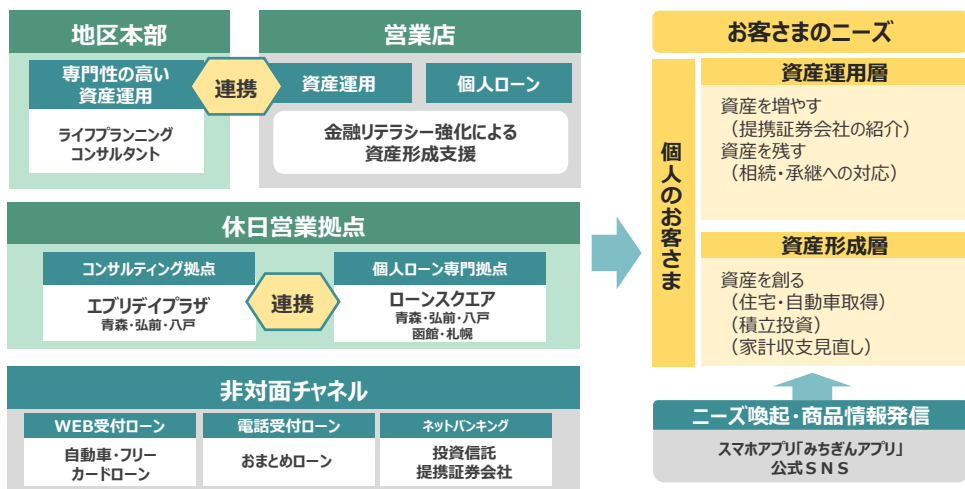 地区本部
専門性の高い
資産運用
ライフプランニング
コンサルタント
連携
営業店
資産運用
個人ローン
金融リテラシー強化による
資産形成支援
休日営業拠点
コンサルティング拠点
エブリデイプラザ
青森・弘前・八戸
連携
個人ローン専門拠点
ローンスクエア
青森・弘前・八戸
函館・札幌
非対面チャネル
WEB受付ローン
自動車・フリー
カードローン
電話受付ローン
おまとめローン
ネットバンキング
投資信託
提携証券会社
お客さまのニーズ
個人のお客さま
資産運用層
資産を増やす
（提携証券会社の紹介）
資産を残す
（相続・承継への対応）
資産形成層
資産を創る
（住宅・自動車取得）
（積立投資）
（家計収支見直し）
ニーズ喚起・商品情報発信
スマホアプリ「みちぎんアプリ」
公式ＳＮＳ